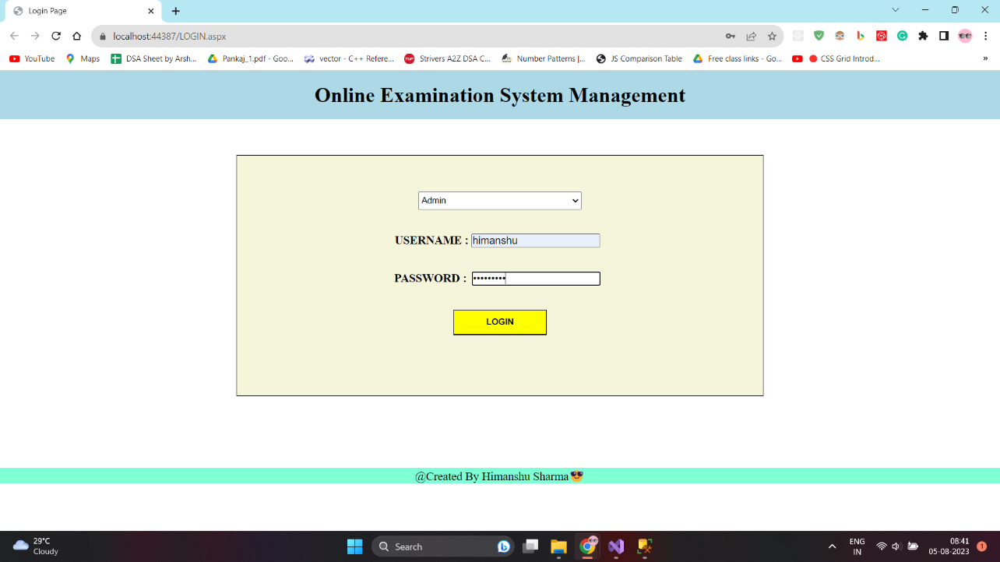 Login Page
localhost:44387/LOGIN.aspx
YouTube Maps DSA Sheet by Arsh... Pankaj_1.pdf - Goo... vector - C++ Refere... Strivers A2Z DSA C... Number Patterns |... JS Comparison Table Free class links - Go... CSS Grid Introd... »
Online Examination System Management
Admin
USERNAME : himanshu
PASSWORD : •••••••••
LOGIN
@Created By Himanshu Sharma😎
29°C
Cloudy
Search
ENG
IN
08:41
05-08-2023
1